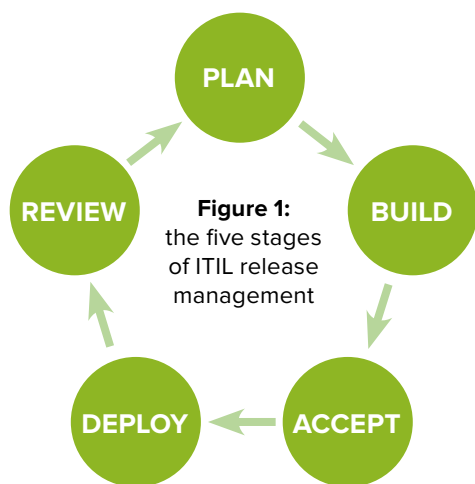 PLAN
BUILD
ACCEPT
DEPLOY
REVIEW
Figure 1:
the five stages
of ITIL release
management